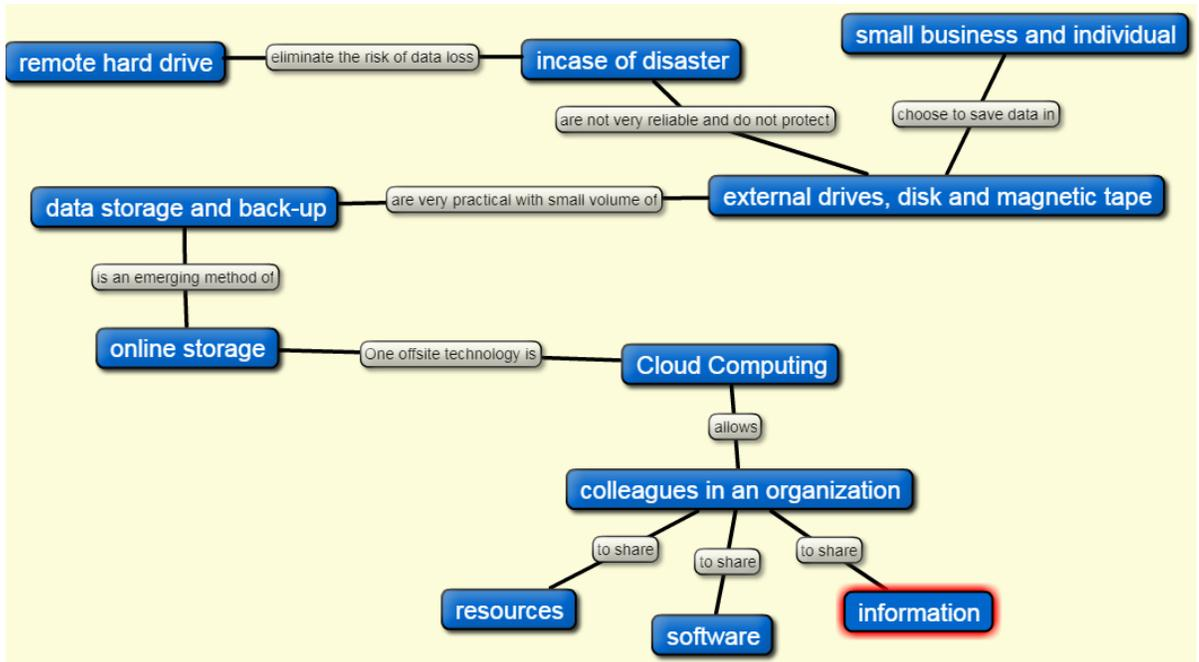 small business and individual
remote hard drive
eliminate the risk of data loss
incase of disaster
are not very reliable and do not protect
choose to save data in
data storage and back-up
are very practical with small volume of
external drives, disk and magnetic tape
is an emerging method of
online storage
One offsite technology is
Cloud Computing
allows
colleagues in an organization
to share
to share
to share
resources
software
information